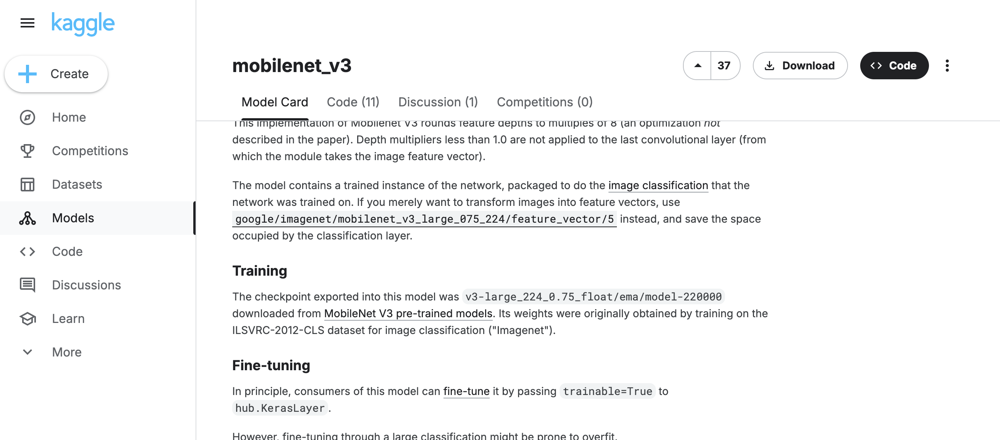 kaggle
Create
Home
Competitions
Datasets
Models
Code
Discussions
Learn
More
mobilenet_v3
37
Download
Code
Model Card
Code (11)
Discussion (1)
Competitions (0)
This implementation of Mobilenet V3 rounds feature depths to multiples of 8 (an optimization not
described in the paper). Depth multipliers less than 1.0 are not applied to the last convolutional layer (from
which the module takes the image feature vector).
The model contains a trained instance of the network, packaged to do the image classification that the
network was trained on. If you merely want to transform images into feature vectors, use
google/imagenet/mobilenet_v3_large_075_224/feature_vector/5 instead, and save the space
occupied by the classification layer.
Training
The checkpoint exported into this model was v3-large_224_0.75_float/ema/model-220000
downloaded from MobileNet V3 pre-trained models. Its weights were originally obtained by training on the
ILSVRC-2012-CLS dataset for image classification ("Imagenet").
Fine-tuning
In principle, consumers of this model can fine-tune it by passing trainable=True to
hub.KerasLayer.
However, fine-tuning through a large classification might be prone to overfit.